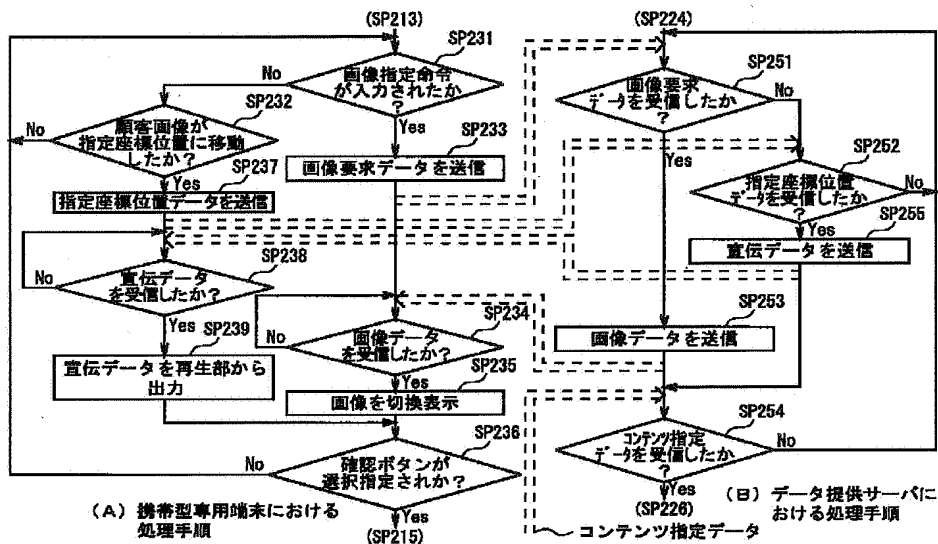 (SP213)
SP231
画像指定命令
が入力されたか
?
No
Yes
SP232
顧客画像が
指定座標位置に移動
したか?
No
Yes
SP233
画像要求データを送信
SP237
指定座標位置データを送信
SP238
宣伝データ
を受信したか?
No
Yes
SP239
宣伝データを再生部から
出力
SP234
画像データ
を受信したか?
No
Yes
SP235
画像を切換表示
SP236
確認ボタンが
選択指定されか?
No
Yes
(SP215)
(A) 携帯型専用端末における
処理手順
(SP224)
SP251
画像要求
データを受信したか
?
No
Yes
SP252
指定座標位置
データを受信したか
?
No
Yes
SP255
宣伝データを送信
SP253
画像データを送信
SP254
コンテンツ指定
データを受信したか
?
No
Yes
(SP226)
コンテンツ指定データ
(B) データ提供サーバに
おける処理手順